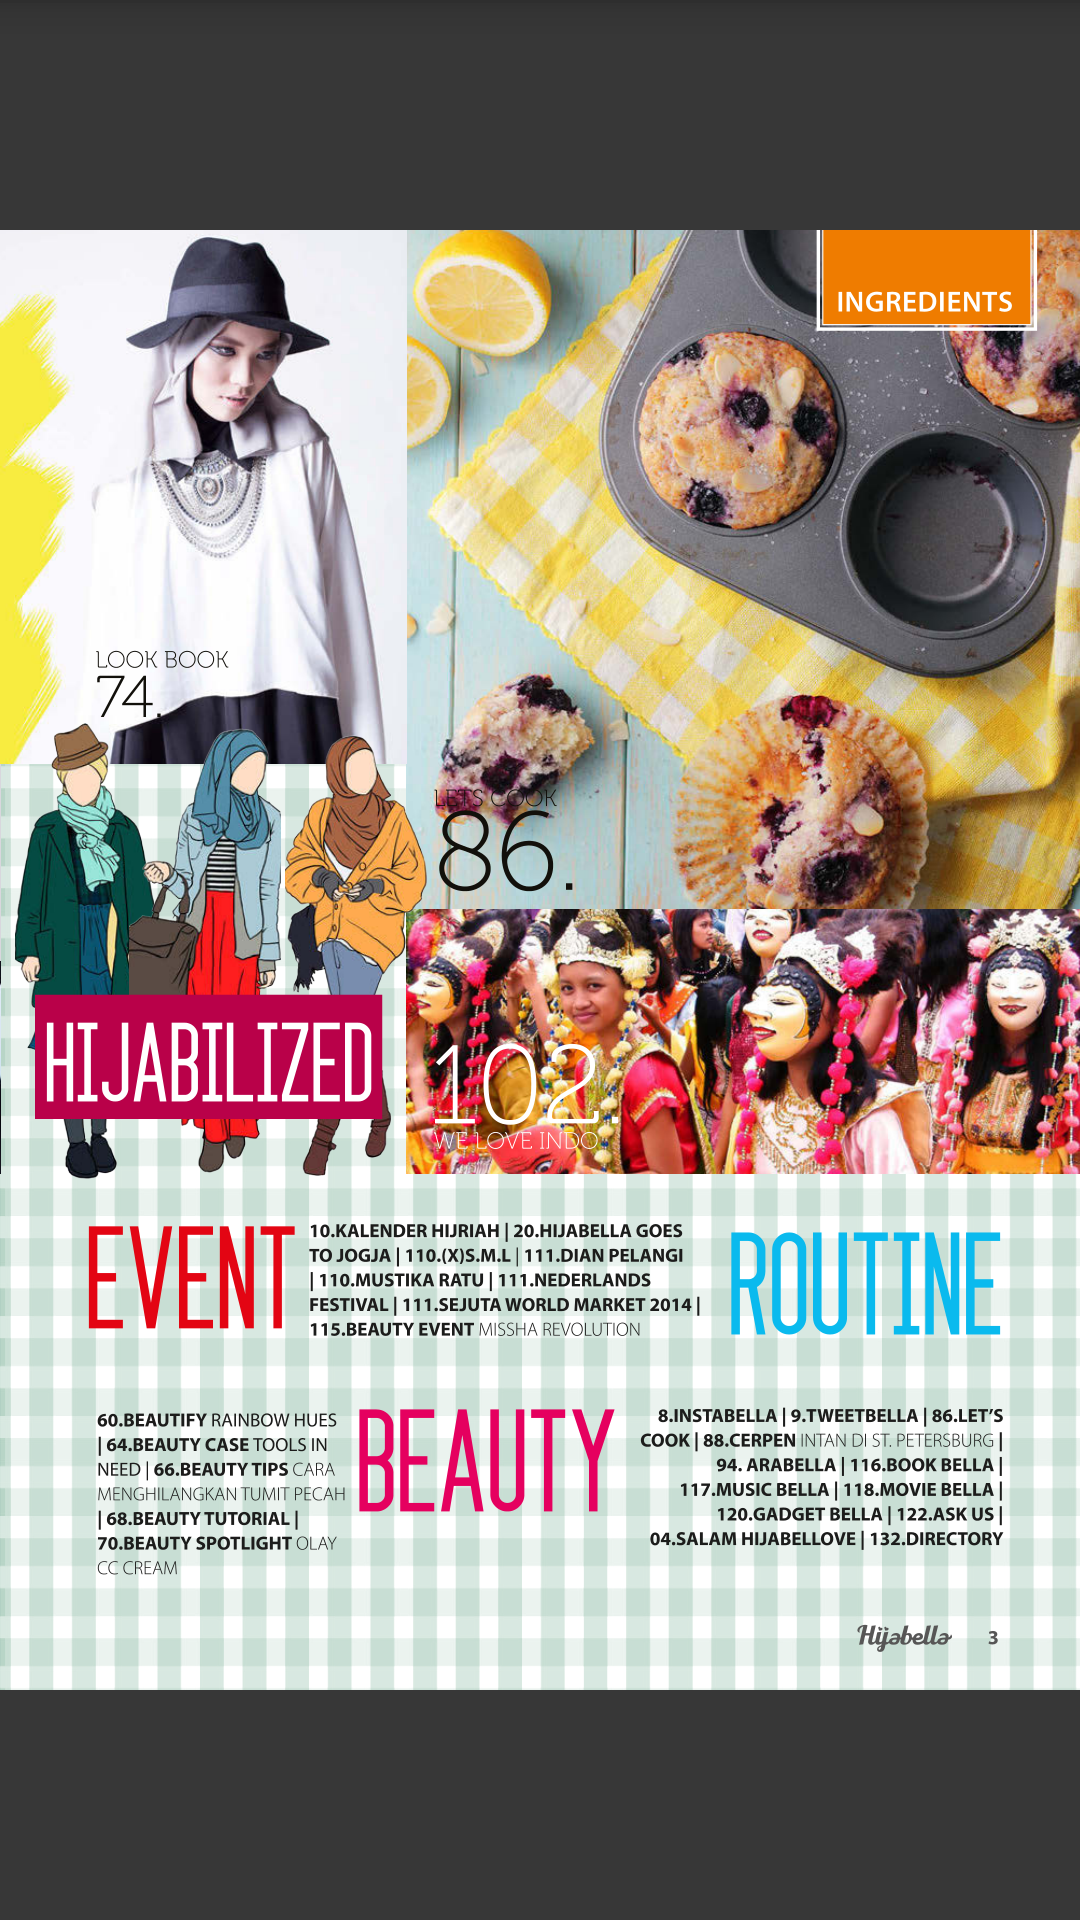 INGREDIENTS
LOOK BOOK
74.
LETS COOK
86.
HIJABILIZED
102.
WE LOVE INDO
EVENT
10.KALENDER HIJRIAH | 20.HIJABELLA GOES
TO JOGJA | 110.(X)S.M.L | 111.DIAN PELANGI
| 110.MUSTIKA RATU | 111.NEDERLANDS
FESTIVAL | 111.SEJUTA WORLD MARKET 2014 |
115.BEAUTY EVENT MISSHA REVOLUTION
ROUTINE
60.BEAUTIFY RAINBOW HUES
| 64.BEAUTY CASE TOOLS IN
NEED | 66.BEAUTY TIPS CARA
MENGHILANGKAN TUMIT PECAH
| 68.BEAUTY TUTORIAL |
70.BEAUTY SPOTLIGHT OLAY
CC CREAM
BEAUTY
8.INSTABELLA | 9.TWEETBELLA | 86.LET'S
COOK | 88.CERPEN INTAN DI ST. PETERSBURG |
94. ARABELLA | 116.BOOK BELLA |
117.MUSIC BELLA | 118.MOVIE BELLA |
120.GADGET BELLA | 122.ASK US |
04.SALAM HIJABELLOVE | 132.DIRECTORY
Hijabella 3